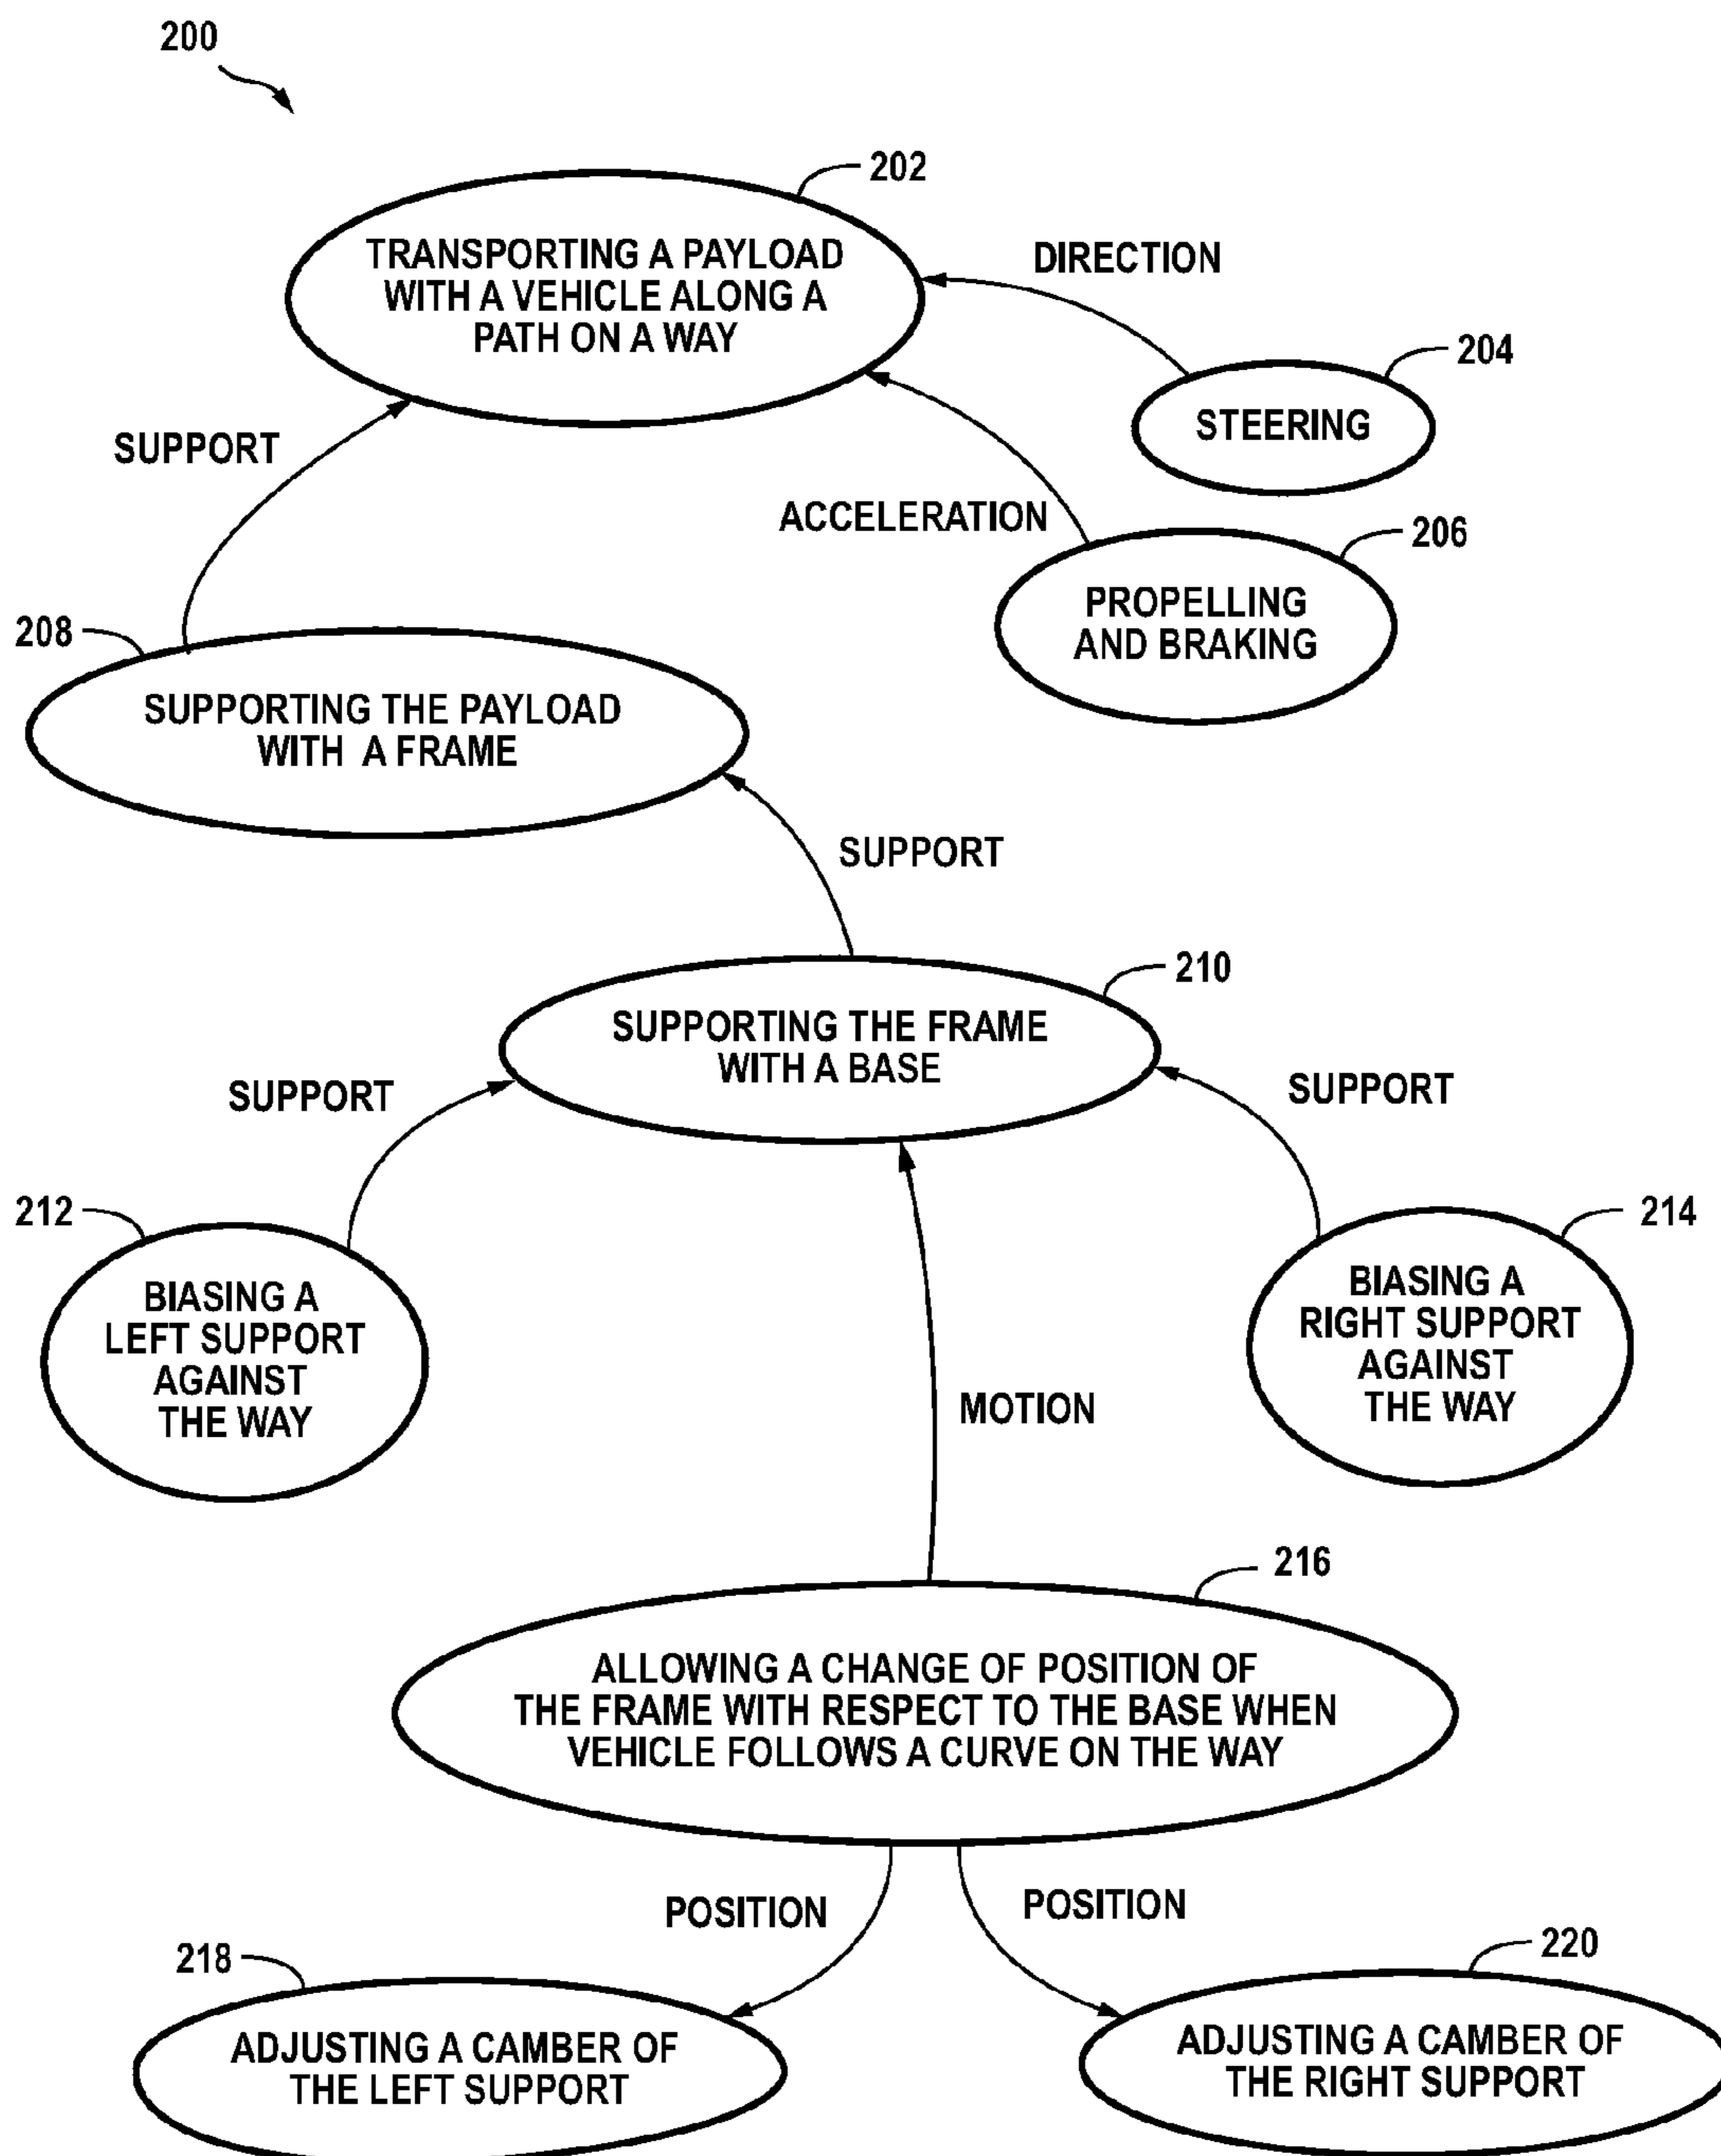 200
202
TRANSPORTING A PAYLOAD
WITH A VEHICLE ALONG A
PATH ON A WAY
DIRECTION
204
STEERING
SUPPORT
ACCELERATION
206
PROPELLING
AND BRAKING
208
SUPPORTING THE PAYLOAD
WITH A FRAME
SUPPORT
210
SUPPORTING THE FRAME
WITH A BASE
SUPPORT
SUPPORT
212
BIASING A
LEFT SUPPORT
AGAINST
THE WAY
214
BIASING A
RIGHT SUPPORT
AGAINST
THE WAY
MOTION
216
ALLOWING A CHANGE OF POSITION OF
THE FRAME WITH RESPECT TO THE BASE WHEN
VEHICLE FOLLOWS A CURVE ON THE WAY
POSITION
POSITION
218
ADJUSTING A CAMBER OF
THE LEFT SUPPORT
220
ADJUSTING A CAMBER OF
THE RIGHT SUPPORT